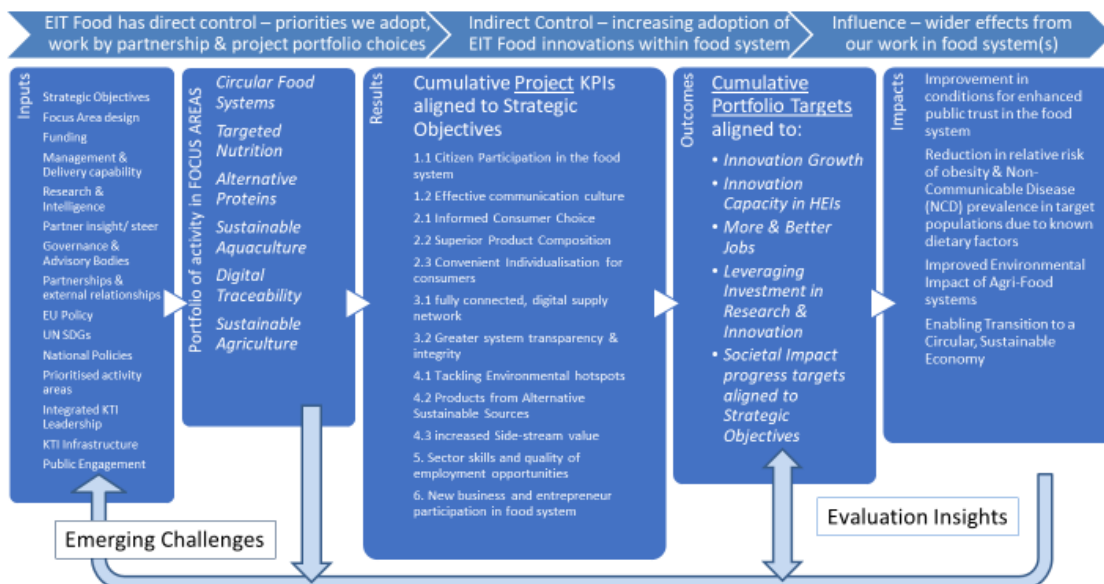 EIT Food has direct control – priorities we adopt,
work by partnership & project portfolio choices
Indirect Control – increasing adoption of
EIT Food innovations within food system
Influence – wider effects from
our work in food system(s)
Inputs
Strategic Objectives
Focus Area design
Funding
Management &
Delivery capability
Research &
Intelligence
Partner insight/ steer
Governance &
Advisory Bodies
Partnerships &
external relationships
EU Policy
UN SDGs
National Policies
Prioritised activity
areas
Integrated KTI
Leadership
KTI Infrastructure
Public Engagement
Portfolio of activity in FOCUS AREAS
Circular Food
Systems
Targeted
Nutrition
Alternative
Proteins
Sustainable
Aquaculture
Digital
Traceability
Sustainable
Agriculture
Results
Cumulative Project KPIs
aligned to Strategic
Objectives
1.1 Citizen Participation in the food
system
1.2 Effective communication culture
2.1 Informed Consumer Choice
2.2 Superior Product Composition
2.3 Convenient Individualisation for
consumers
3.1 fully connected, digital supply
network
3.2 Greater system transparency &
integrity
4.1 Tackling Environmental hotspots
4.2 Products from Alternative
Sustainable Sources
4.3 increased Side-stream value
5. Sector skills and quality of
employment opportunities
6. New business and entrepreneur
participation in food system
Outcomes
Cumulative
Portfolio Targets
aligned to:
• Innovation Growth
• Innovation
Capacity in HEIs
• More & Better
Jobs
• Leveraging
Investment in
Research &
Innovation
• Societal Impact
progress targets
aligned to
Strategic
Objectives
Impacts
Improvement in
conditions for enhanced
public trust in the food
system
Reduction in relative risk
of obesity & Non-
Communicable Disease
(NCD) prevalence in target
populations due to known
dietary factors
Improved Environmental
Impact of Agri-Food
systems
Enabling Transition to a
Circular, Sustainable
Economy
Emerging Challenges
Evaluation Insights